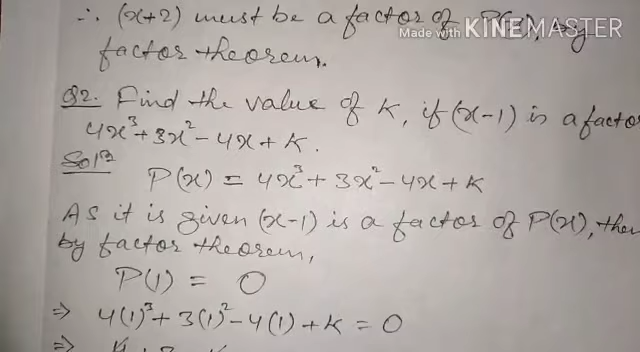 ∴ (x+2) must be a factor of P(x), by
Made with KINEMASTER
factor theorem.
Q2. Find the value of K, if (x-1) is a factor
4x³+3x²-4x+K.
Solⁿ
P(x) = 4x³+3x²-4x+K
As it is given (x-1) is a factor of P(x), then
by factor theorem,
P(1) = 0
⇒ 4(1)³+3(1)²-4(1)+K = 0
⇒